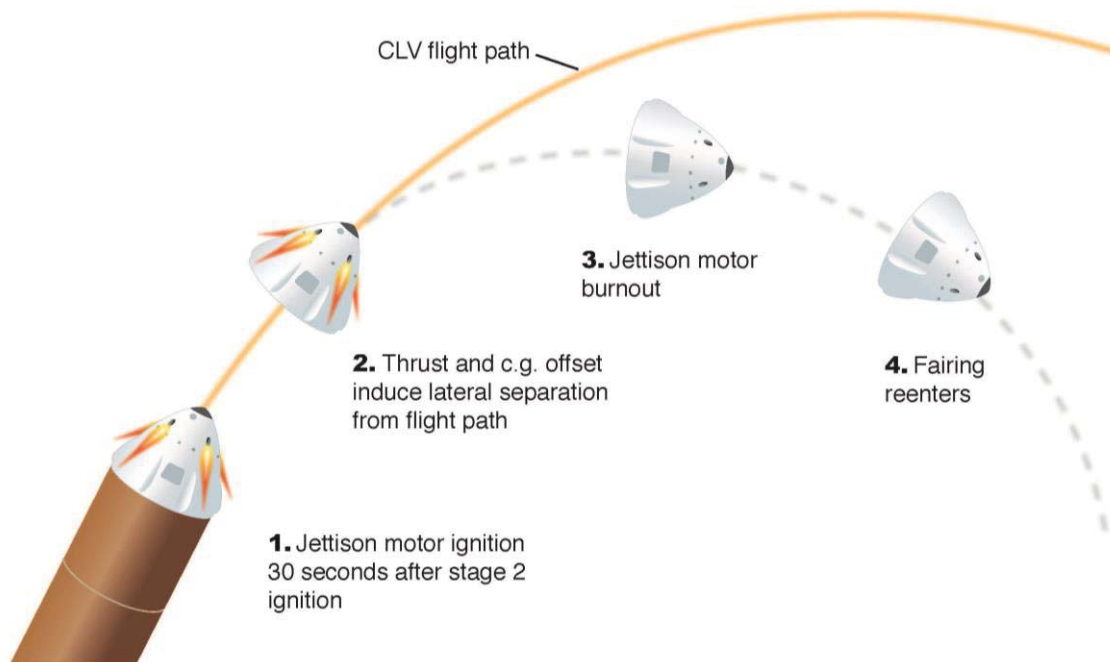 CLV flight path
3. Jettison motor
burnout
2. Thrust and c.g. offset
induce lateral separation
from flight path
4. Fairing
reenters
1. Jettison motor ignition
30 seconds after stage 2
ignition